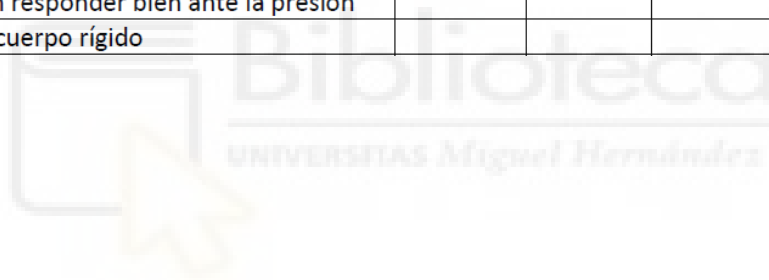 responder bien ante la presión
cuerpo rígido
Biblioteca
UNIVERSITAS Miguel Hernández